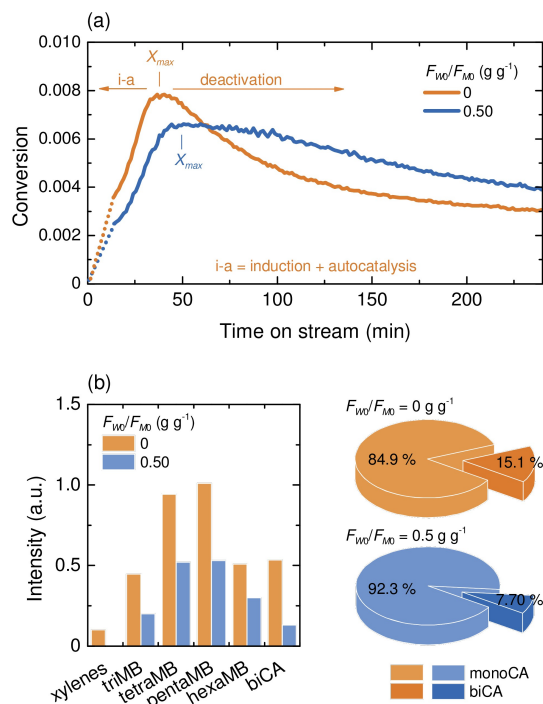 (a)
0.010
0.008
0.006
0.004
0.002
0.000
Conversion
X_max
i-a
deactivation
F_W0/F_M0 (g g⁻¹)
0
0.50
X_max
i-a = induction + autocatalysis
0 50 100 150 200
Time on stream (min)
(b)
1.5
1.0
0.5
0
Intensity (a.u.)
F_W0/F_M0 (g g⁻¹)
0
0.50
xylenes
triMB
tetraMB
pentaMB
hexaMB
biCA
F_W0/F_M0 = 0 g g⁻¹
84.9 %
15.1 %
F_W0/F_M0 = 0.5 g g⁻¹
92.3 %
7.70 %
monoCA
biCA